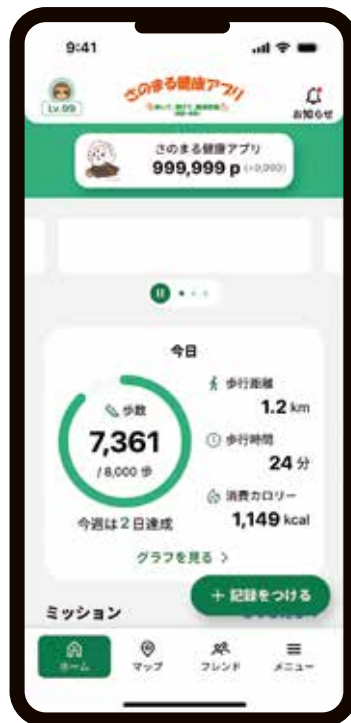 9:41
Lv.99
さのまる健康アプリ
お知らせ
さのまる健康アプリ
999,999 p
今日
歩数
7,361
/ 8,000 歩
今週は2日達成
歩行距離
1.2 km
歩行時間
24 分
消費カロリー
1,149 kcal
グラフを見る >
+ 記録をつける
ミッション
ホーム
マップ
フレンド
メニュー